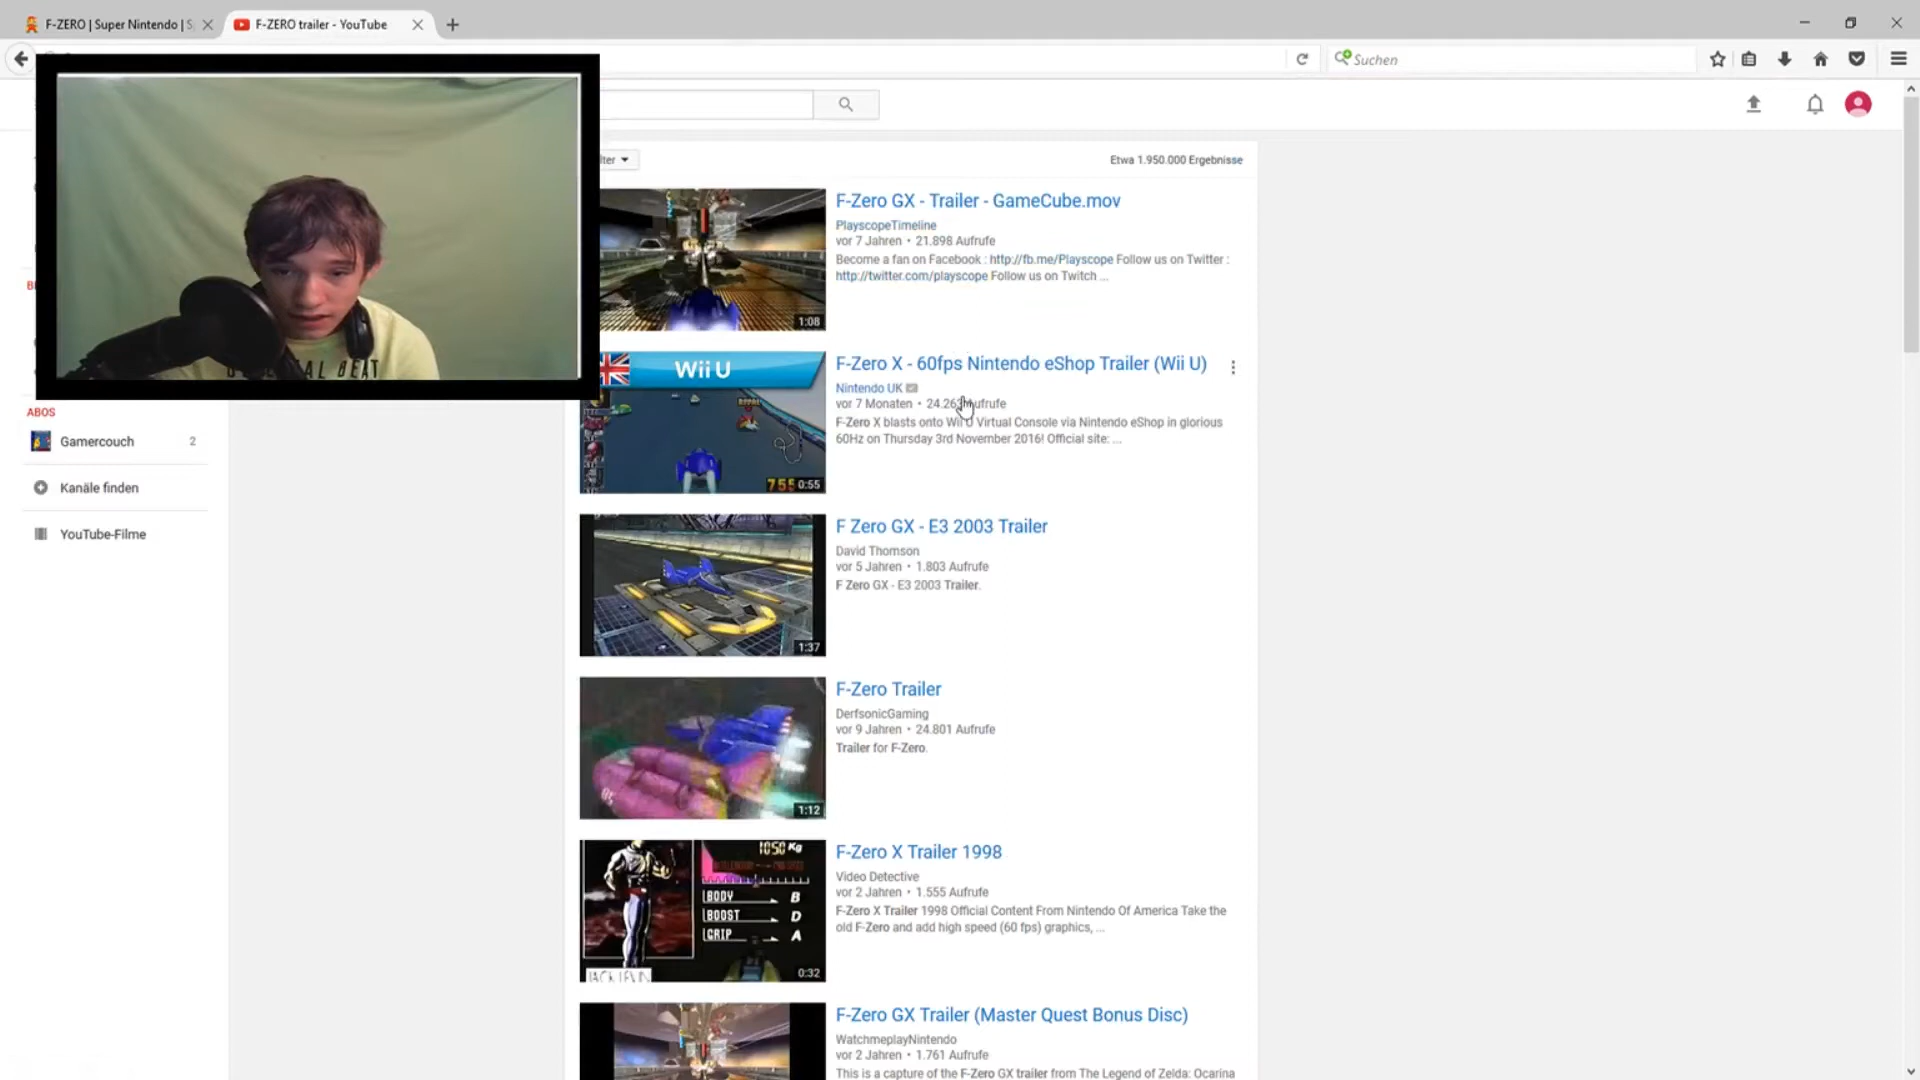 F-ZERO | Super Nintendo | S
F-ZERO trailer - YouTube
Suchen
lter
Etwa 1.950.000 Ergebnisse
F-Zero GX - Trailer - GameCube.mov
PlayscopeTimeline
vor 7 Jahren • 21.898 Aufrufe
Become a fan on Facebook : http://fb.me/Playscope Follow us on Twitter :
http://twitter.com/playscope Follow us on Twitch ...
1:08
Wii U
F-Zero X - 60fps Nintendo eShop Trailer (Wii U)
Nintendo UK
vor 7 Monaten • 24.263 Aufrufe
F-Zero X blasts onto Wii U Virtual Console via Nintendo eShop in glorious
60Hz on Thursday 3rd November 2016! Official site: ...
755 0:55
ABOS
Gamercouch 2
Kanäle finden
YouTube-Filme
F Zero GX - E3 2003 Trailer
David Thomson
vor 5 Jahren • 1.803 Aufrufe
F Zero GX - E3 2003 Trailer.
1:37
F-Zero Trailer
DerfsonicGaming
vor 9 Jahren • 24.801 Aufrufe
Trailer for F-Zero.
1:12
1050 Kg
BODY B
BOOST D
GRIP A
0:32
F-Zero X Trailer 1998
Video Detective
vor 2 Jahren • 1.555 Aufrufe
F-Zero X Trailer 1998 Official Content From Nintendo Of America Take the
old F-Zero and add high speed (60 fps) graphics, ...
F-Zero GX Trailer (Master Quest Bonus Disc)
WatchmeplayNintendo
vor 2 Jahren • 1.761 Aufrufe
This is a capture of the F-Zero GX trailer from The Legend of Zelda: Ocarina